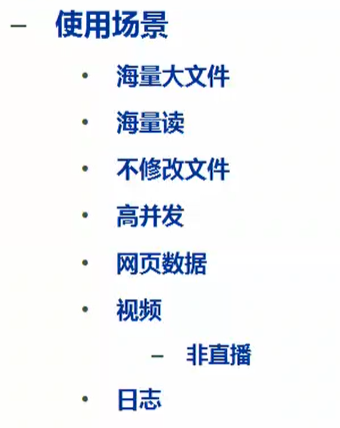 – 使用场景
• 海量大文件
• 海量读
• 不修改文件
• 高并发
• 网页数据
• 视频
– 非直播
• 日志